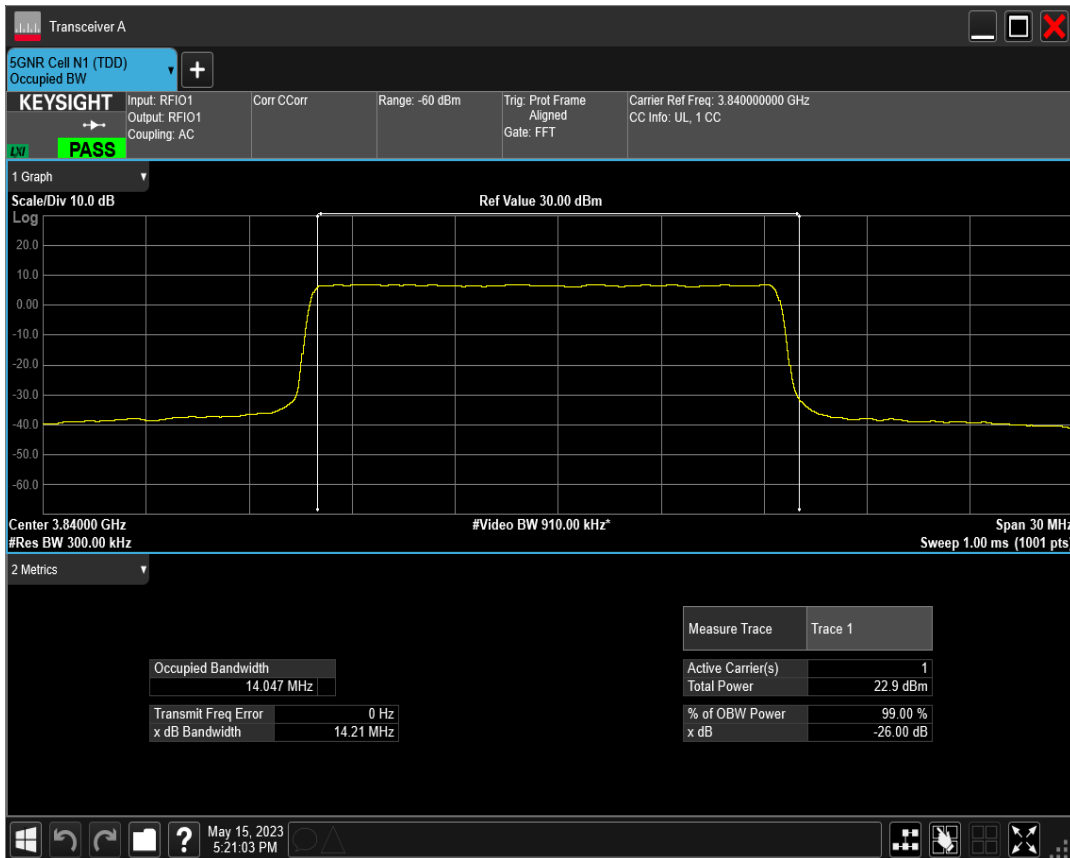 Transceiver A
5GNR Cell N1 (TDD)
Occupied BW
KEYSIGHT
LXI
PASS
Input: RFIO1
Output: RFIO1
Coupling: AC
Corr CCorr
Range: -60 dBm
Trig: Prot Frame
Aligned
Gate: FFT
Carrier Ref Freq: 3.840000000 GHz
CC Info: UL, 1 CC
1 Graph
Scale/Div 10.0 dB
Ref Value 30.00 dBm
Log
20.0
10.0
0.00
-10.0
-20.0
-30.0
-40.0
-50.0
-60.0
Center 3.84000 GHz
#Video BW 910.00 kHz*
Span 30 MHz
#Res BW 300.00 kHz
Sweep 1.00 ms (1001 pts)
2 Metrics
Measure Trace Trace 1
Occupied Bandwidth
14.047 MHz
Active Carrier(s) 1
Total Power 22.9 dBm
Transmit Freq Error 0 Hz
x dB Bandwidth 14.21 MHz
% of OBW Power 99.00 %
x dB -26.00 dB
?
May 15, 2023
5:21:03 PM